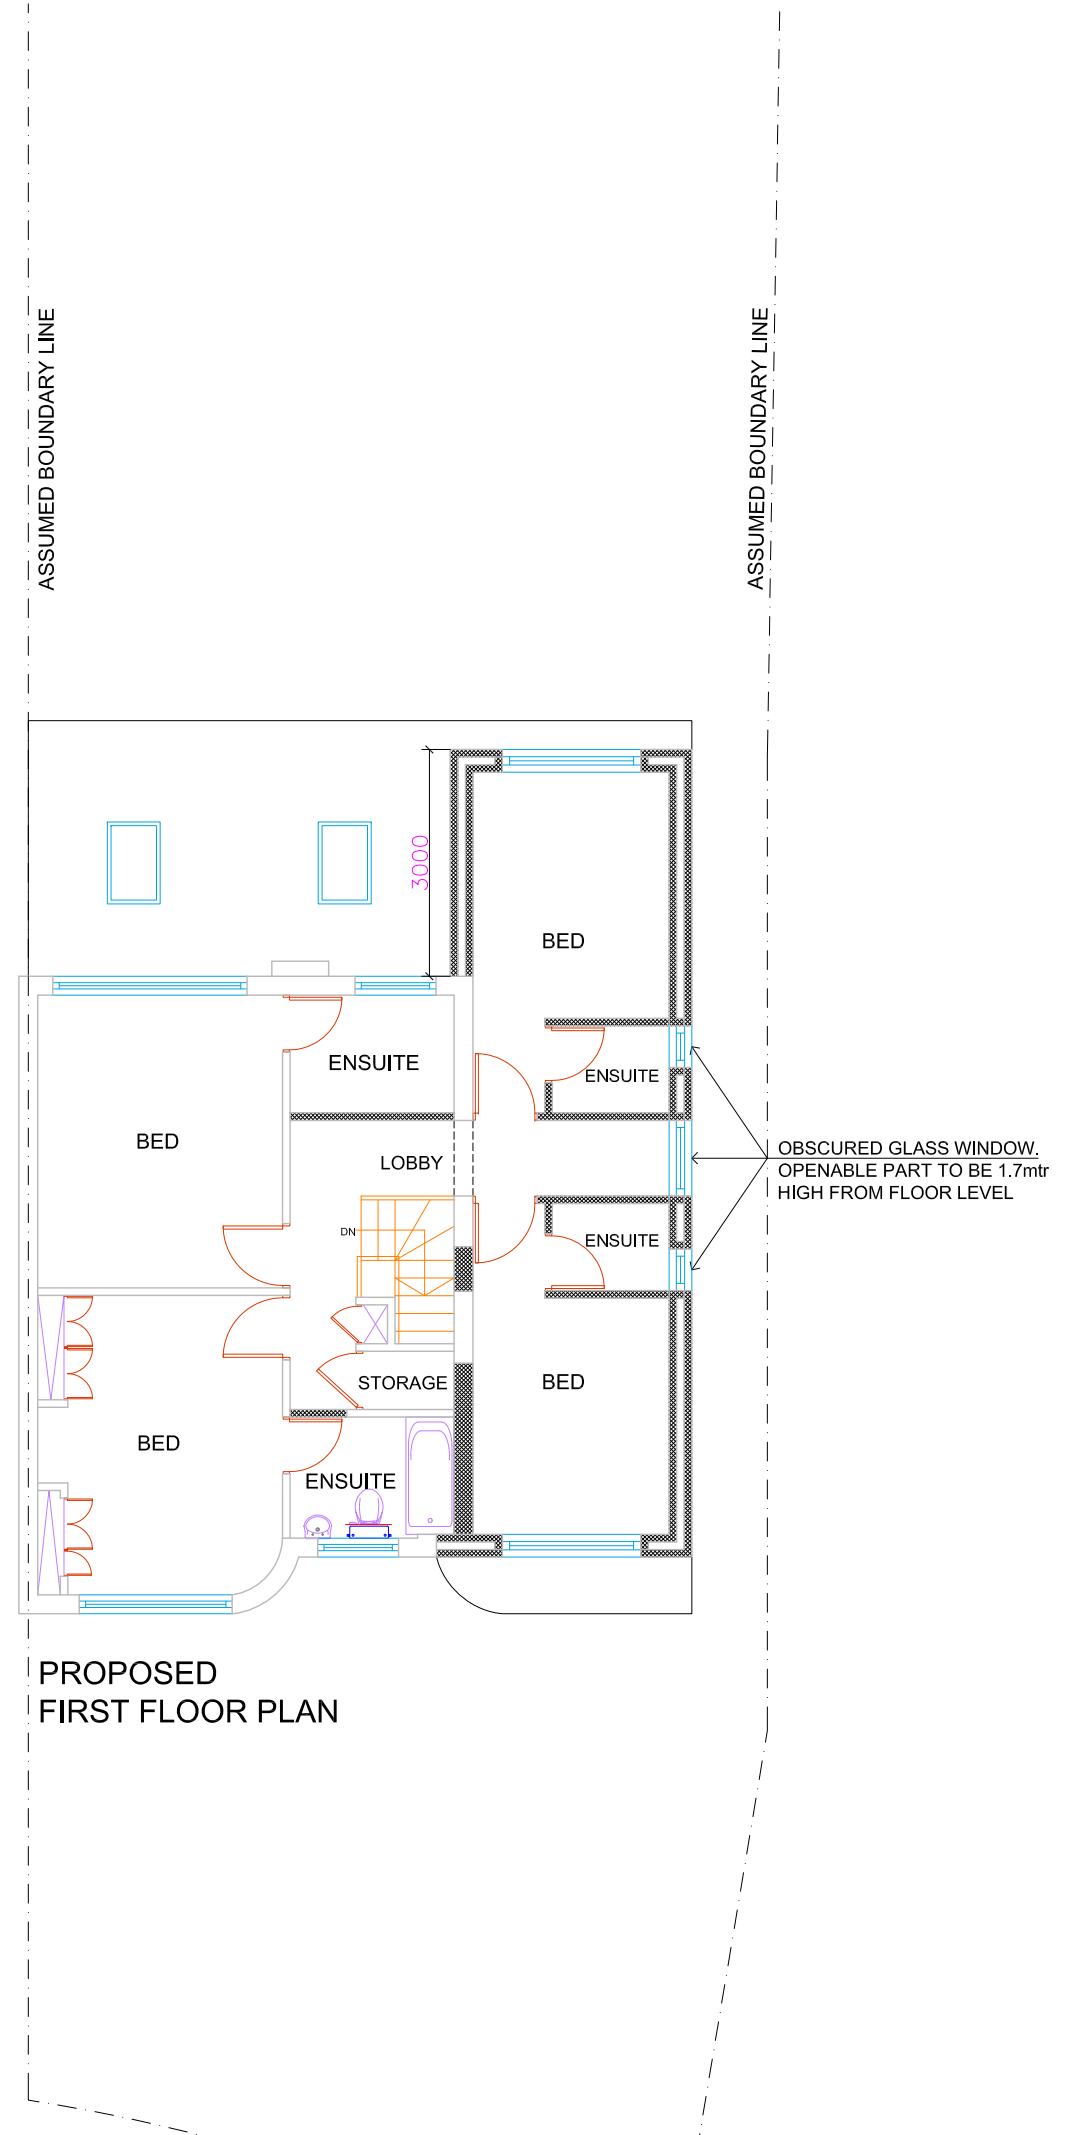 ASSUMED BOUNDARY LINE
ASSUMED BOUNDARY LINE
3000
BED
ENSUITE
ENSUITE
BED
LOBBY
OBSCURED GLASS WINDOW.
OPENABLE PART TO BE 1.7mtr
HIGH FROM FLOOR LEVEL
DN
ENSUITE
STORAGE
BED
BED
ENSUITE
PROPOSED
FIRST FLOOR PLAN